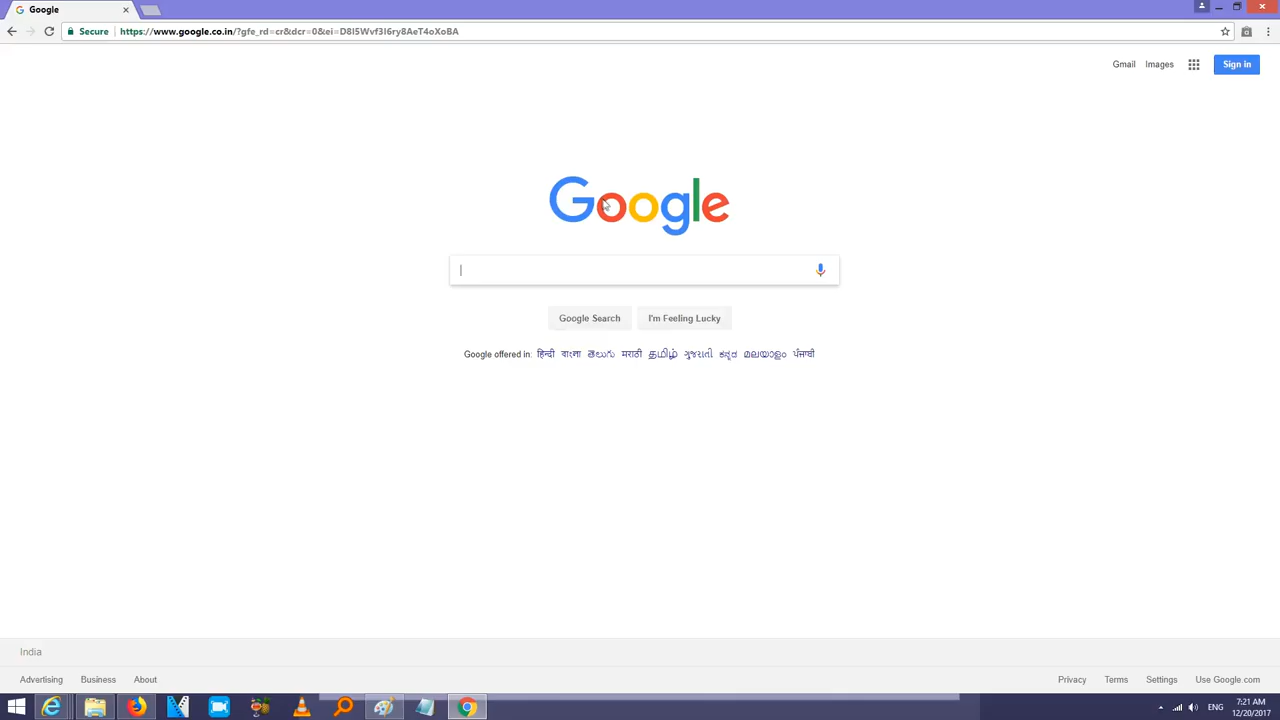 Google
Secure https://www.google.co.in/?gfe_rd=cr&dcr=0&ei=D8I5Wvf3I6ry8AeT4oXoBA
Gmail Images Sign in
Google
Google Search I'm Feeling Lucky
Google offered in: हिन्दी বাংলা తెలుగు मराठी தமிழ் ગુજરાતી ಕನ್ನಡ മലയാളം ਪੰਜਾਬੀ
India
Advertising Business About Privacy Terms Settings Use Google.com
ENG 7:21 AM
12/20/2017